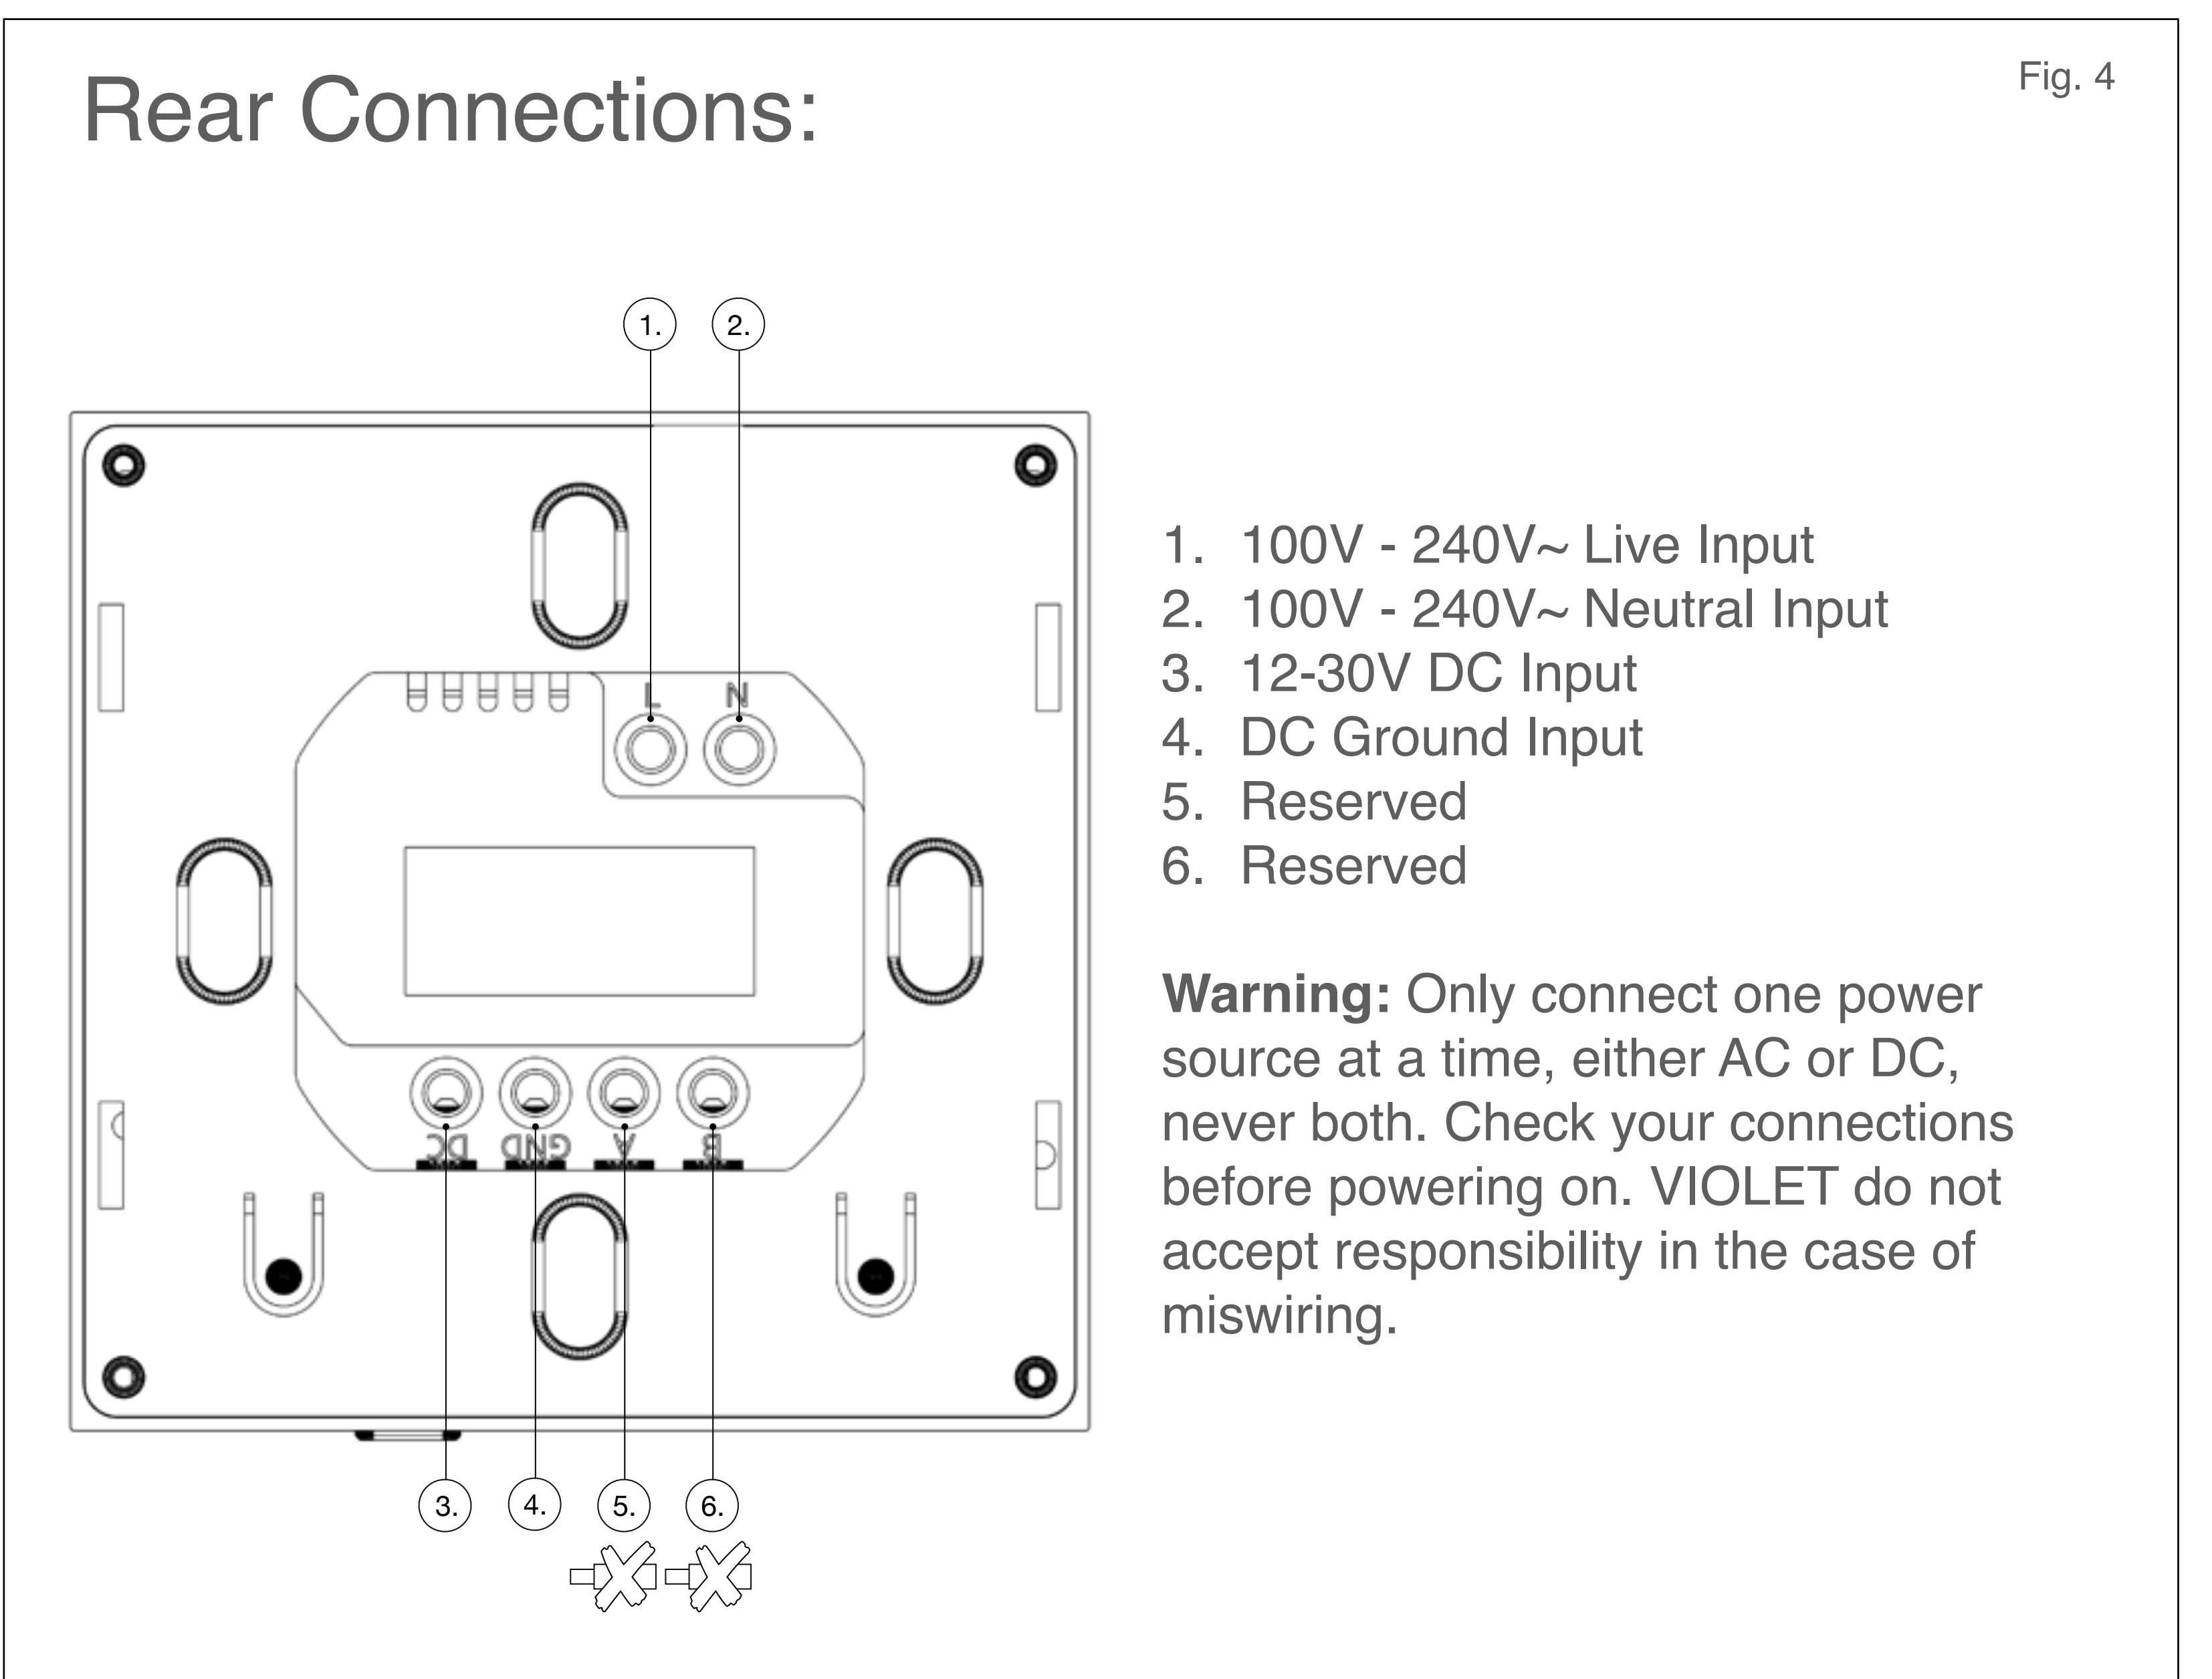 Fig. 4
Rear Connections:
1. 2.
L N
1. 100V - 240V~ Live Input
2. 100V - 240V~ Neutral Input
3. 12-30V DC Input
4. DC Ground Input
5. Reserved
6. Reserved
Warning: Only connect one power
source at a time, either AC or DC,
never both. Check your connections
before powering on. VIOLET do not
accept responsibility in the case of
miswiring.
DC GND A B
3. 4. 5. 6.